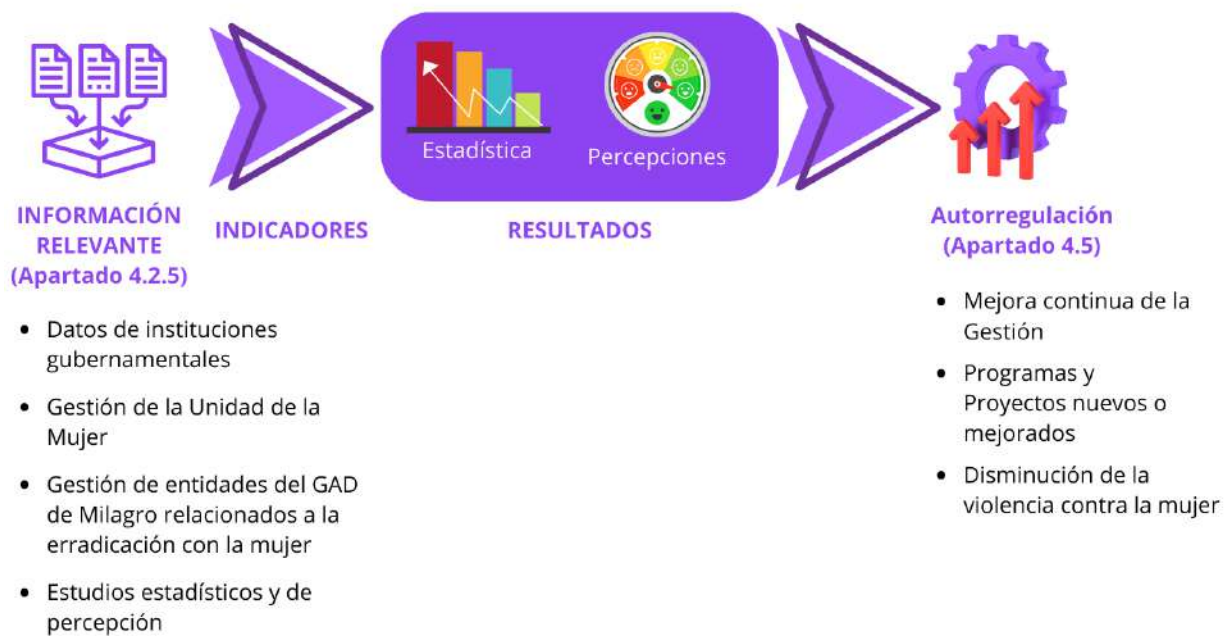 Estadística
Percepciones
INFORMACIÓN
RELEVANTE
(Apartado 4.2.5)
INDICADORES
RESULTADOS
Autorregulación
(Apartado 4.5)
• Datos de instituciones
gubernamentales
• Gestión de la Unidad de la
Mujer
• Gestión de entidades del GAD
de Milagro relacionados a la
erradicación con la mujer
• Estudios estadísticos y de
percepción
• Mejora continua de la
Gestión
• Programas y
Proyectos nuevos o
mejorados
• Disminución de la
violencia contra la mujer